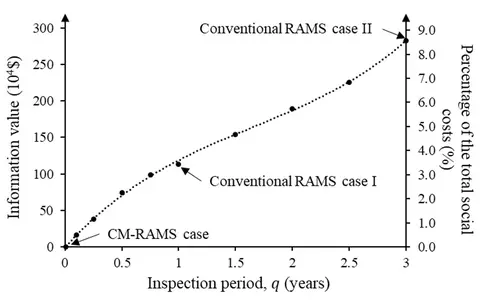 300
250
200
150
100
50
0
Information value (10⁴$)
Conventional RAMS case II
Conventional RAMS case I
CM-RAMS case
9.0
8.0
7.0
6.0
5.0
4.0
3.0
2.0
1.0
0.0
Percentage of the total social
costs (%)
0 0.5 1 1.5 2 2.5 3
Inspection period, q (years)